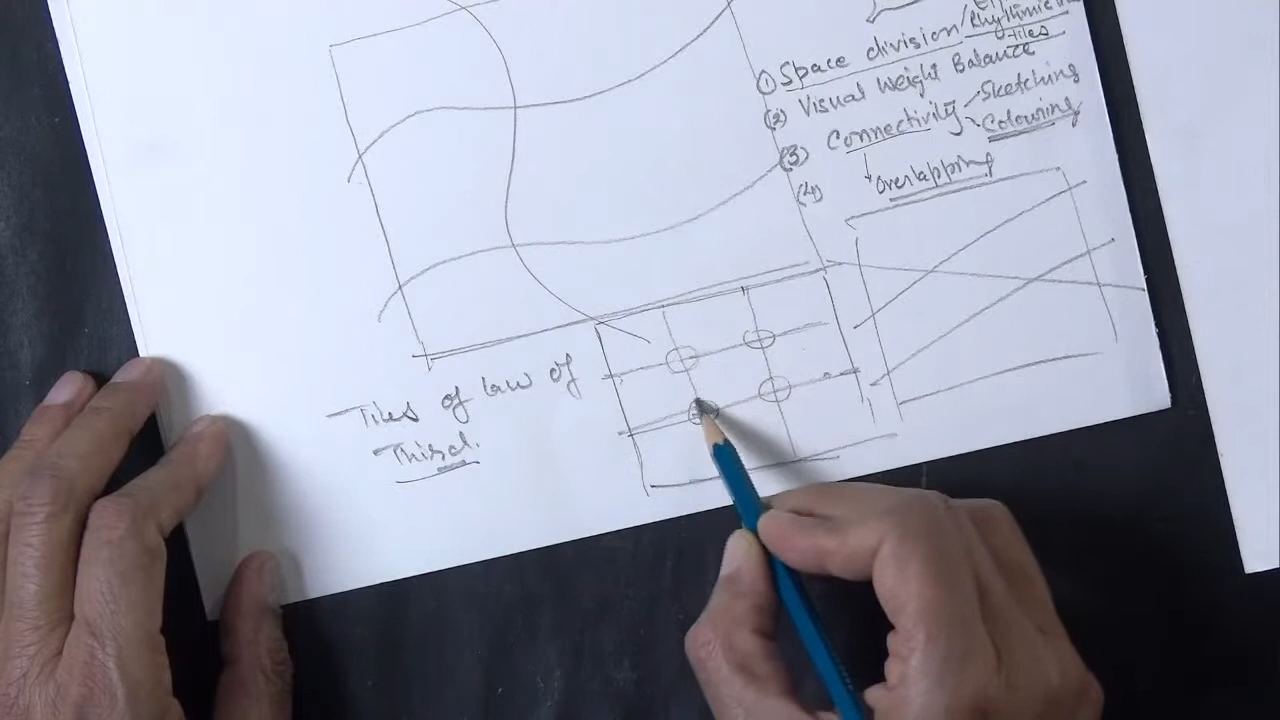 ① Space division/Rhythmic
Tiles
(2) Visual Weight Balance
(3) Connectivity Sketching
Colouring
Overlapping
(4)
Tiles of law of
Third.